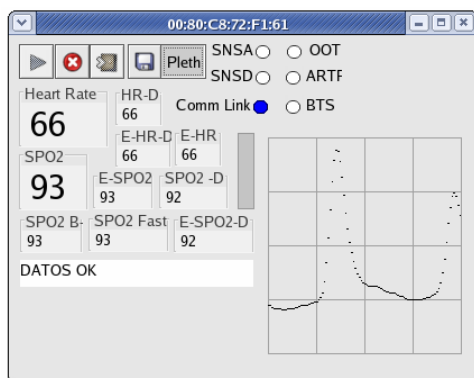 00:80:C8:72:F1:61
Pleth
SNSA
OOT
SNSD
ARTF
Comm Link
BTS
Heart Rate
66
HR-D
66
E-HR-D
66
E-HR
66
SPO2
93
E-SPO2
93
SPO2 -D
92
SPO2 B-
93
SPO2 Fast
93
E-SPO2-D
92
DATOS OK